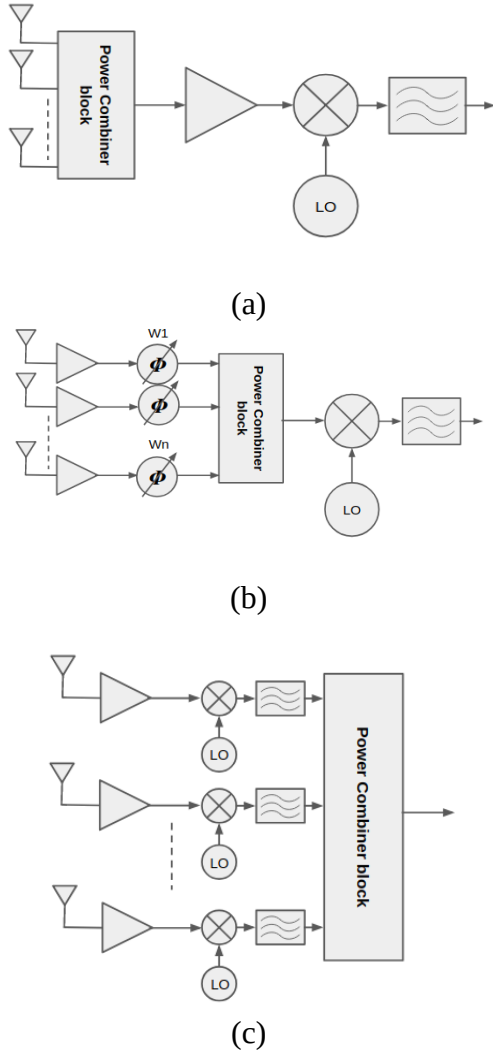 Power Combiner
block
LO
(a)
W1
Φ
Φ
Wn
Φ
Power Combiner
block
LO
(b)
LO
LO
LO
Power Combiner block
(c)